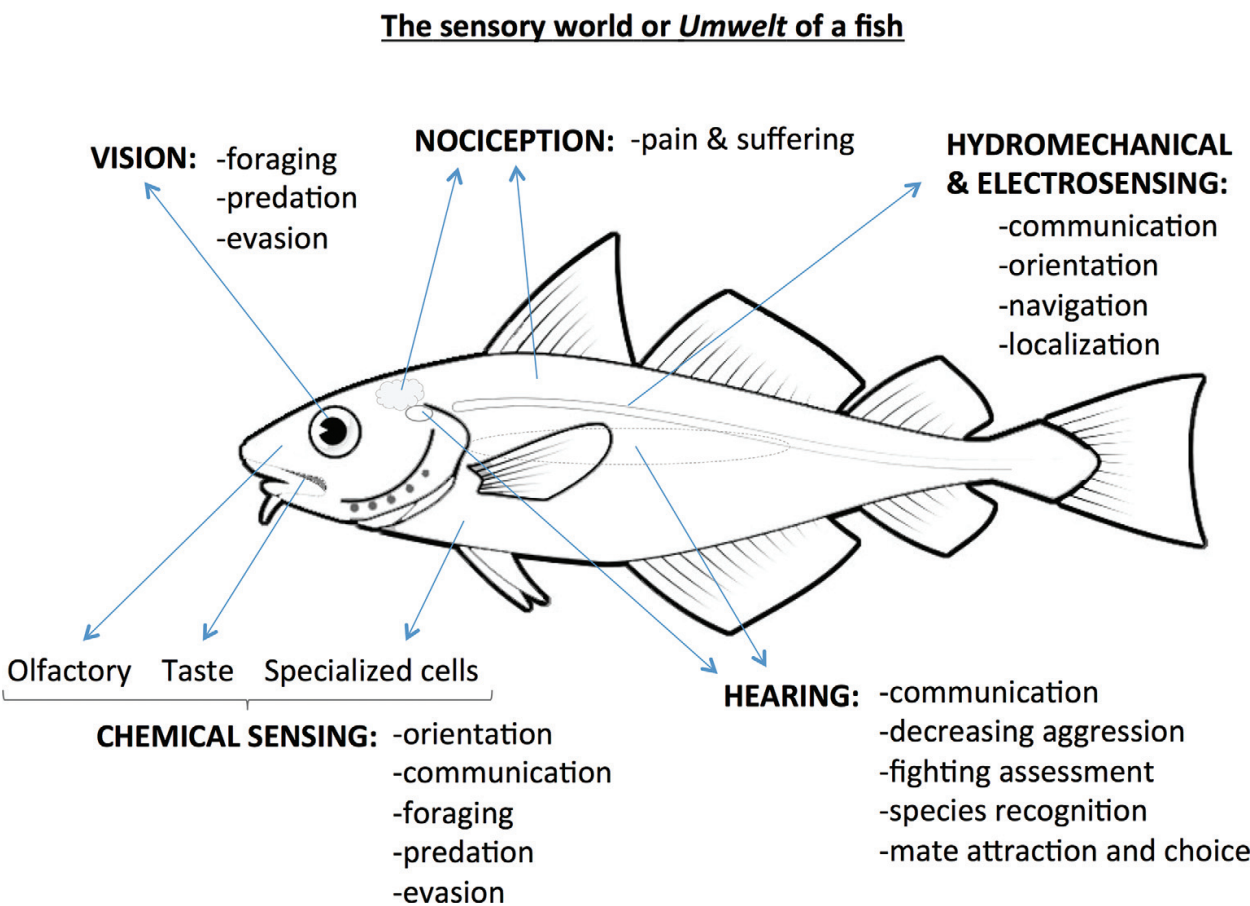 The sensory world or Umwelt of a fish
VISION: -foraging
-predation
-evasion
NOCICEPTION: -pain & suffering
HYDROMECHANICAL
& ELECTROSENSING:
-communication
-orientation
-navigation
-localization
Olfactory Taste Specialized cells
CHEMICAL SENSING: -orientation
-communication
-foraging
-predation
-evasion
HEARING: -communication
-decreasing aggression
-fighting assessment
-species recognition
-mate attraction and choice